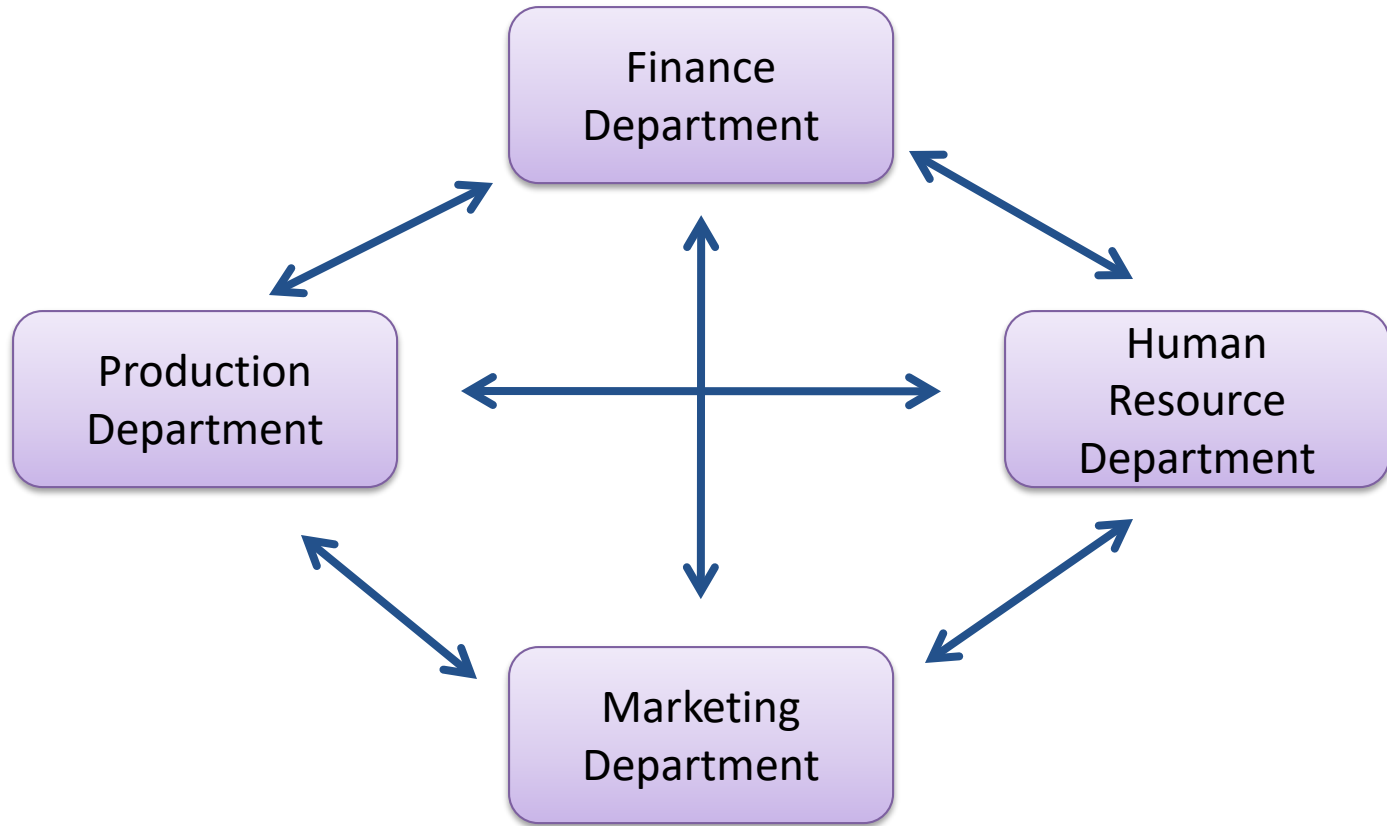 Finance
Department
Production
Department
Human
Resource
Department
Marketing
Department